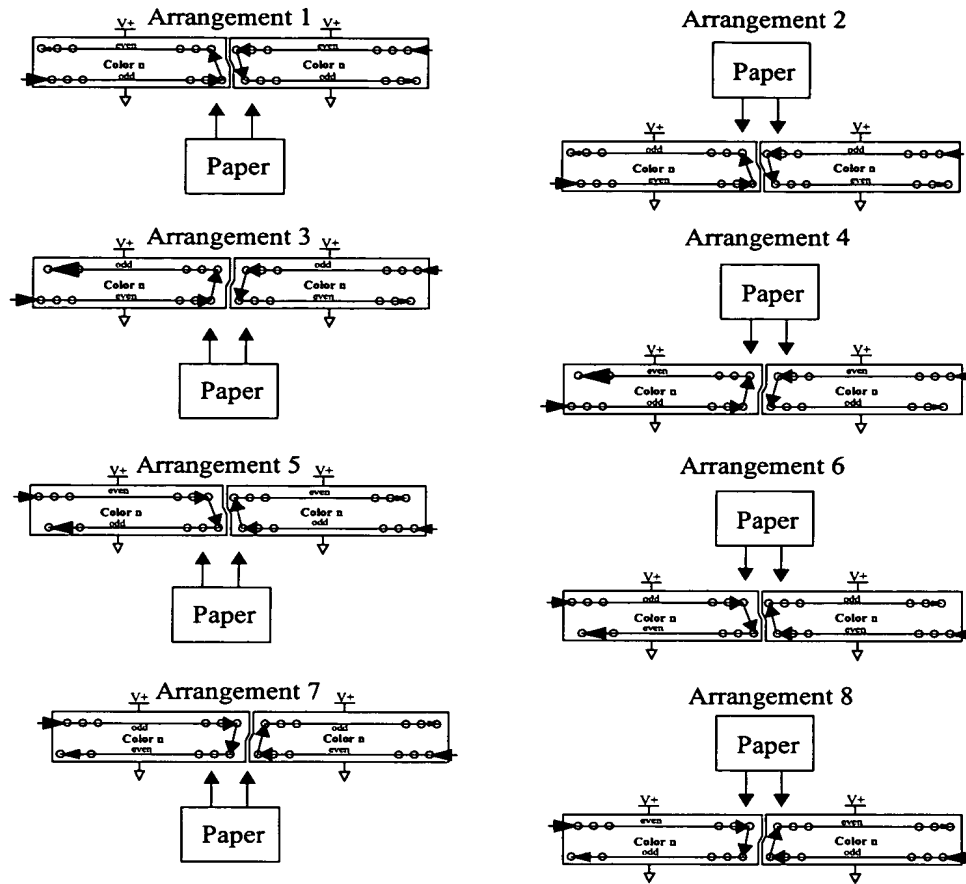 Arrangement 1
V+ V+
even even
Color n Color n
odd odd
Paper
Arrangement 2
Paper
V+ V+
odd odd
Color n Color n
even even
Arrangement 3
V+ V+
odd odd
Color n Color n
even even
Paper
Arrangement 4
Paper
V+ V+
even even
Color n Color n
odd odd
Arrangement 5
V+ V+
even even
Color n Color n
odd odd
Paper
Arrangement 6
Paper
V+ V+
odd odd
Color n Color n
even even
Arrangement 7
V+ V+
odd odd
Color n Color n
even even
Paper
Arrangement 8
Paper
V+ V+
even even
Color n Color n
odd odd